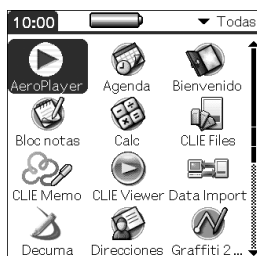 10:00 Todas
AeroPlayer Agenda Bienvenido
Bloc notas Calc CLIE Files
CLIE Memo CLIE Viewer Data Import
Decuma Direcciones Graffiti 2 ...